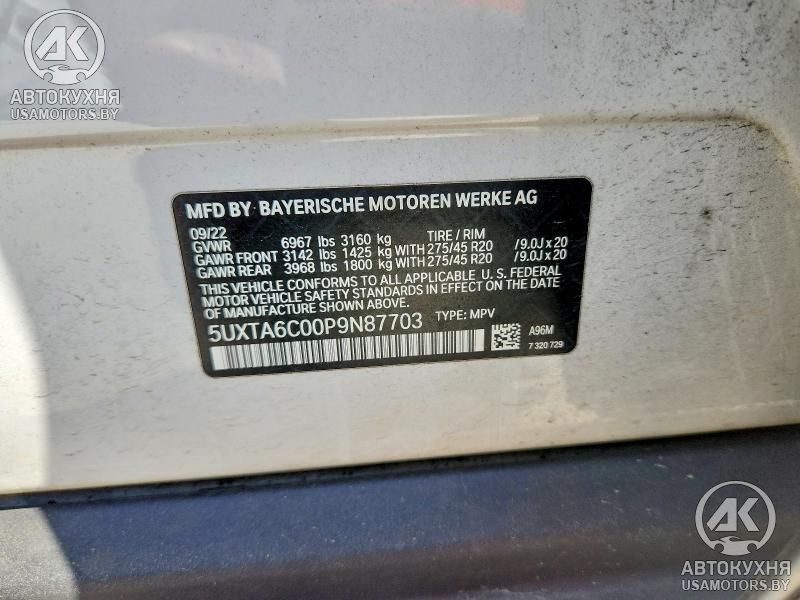 AK
АВТОКУХНЯ
USAMOTORS.BY
MFD BY BAYERISCHE MOTOREN WERKE AG
09/22 TIRE / RIM
GVWR 6967 lbs 3160 kg
GAWR FRONT 3142 lbs 1425 kg WITH 275/45 R20 /9.0J x 20
GAWR REAR 3968 lbs 1800 kg WITH 275/45 R20 /9.0J x 20
THIS VEHICLE CONFORMS TO ALL APPLICABLE U.S. FEDERAL
MOTOR VEHICLE SAFETY STANDARDS IN EFFECT ON THE DATE
OF MANUFACTURE SHOWN ABOVE.
5UXTA6C00P9N87703 TYPE: MPV
A96M
7 320 729
AK
АВТОКУХНЯ
USAMOTORS.BY